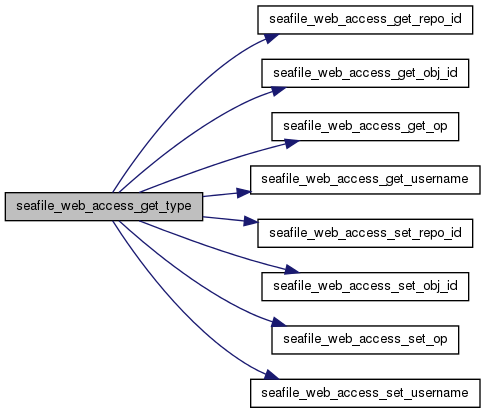 seafile_web_access_get_repo_id
seafile_web_access_get_obj_id
seafile_web_access_get_op
seafile_web_access_get_username
seafile_web_access_get_type
seafile_web_access_set_repo_id
seafile_web_access_set_obj_id
seafile_web_access_set_op
seafile_web_access_set_username